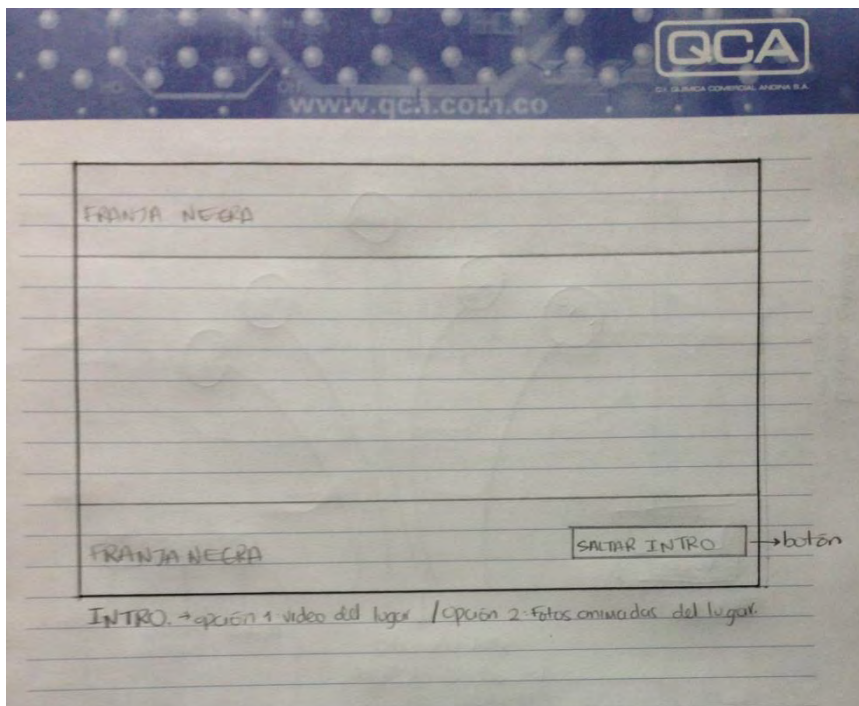 QCA
C.I. QUIMICA COMERCIAL ANDINA S.A.
www.qca.com.co
FRANJA NEGRA
FRANJA NEGRA
SALTAR INTRO → botón
INTRO. → opción 1 video del lugar / opción 2: Fotos animadas del lugar.